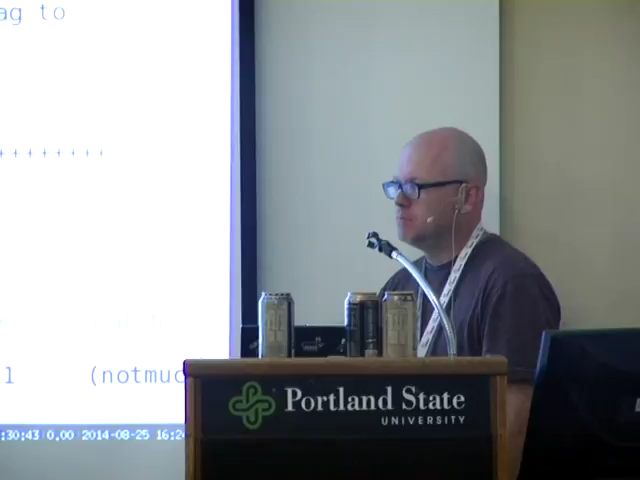 ag to
+++++++++
1 (notmuc
:30:43 0.00 2014-08-25 16:2
Portland State
UNIVERSITY